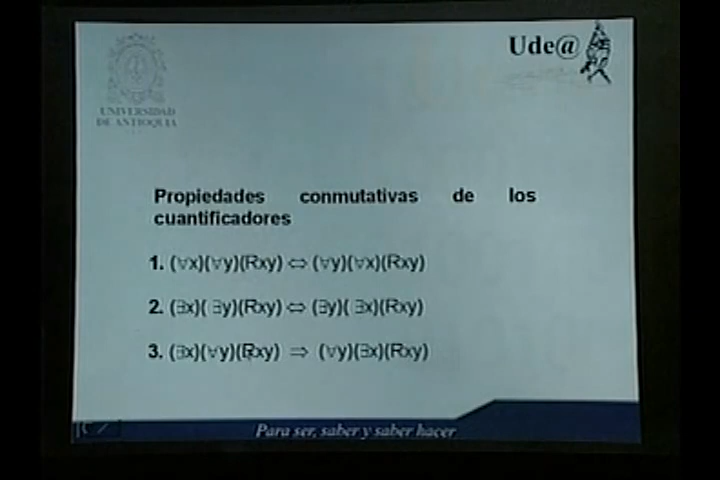 Ude@
UNIVERSIDAD
DE ANTIOQUIA
Propiedades conmutativas de los
cuantificadores
1. (∀x)(∀y)(Rxy) ⇔ (∀y)(∀x)(Rxy)
2. (∃x)( ∃y)(Rxy) ⇔ (∃y)( ∃x)(Rxy)
3. (∃x)(∀y)(Rxy) ⇒ (∀y)(∃x)(Rxy)
Para ser, saber y saber hacer